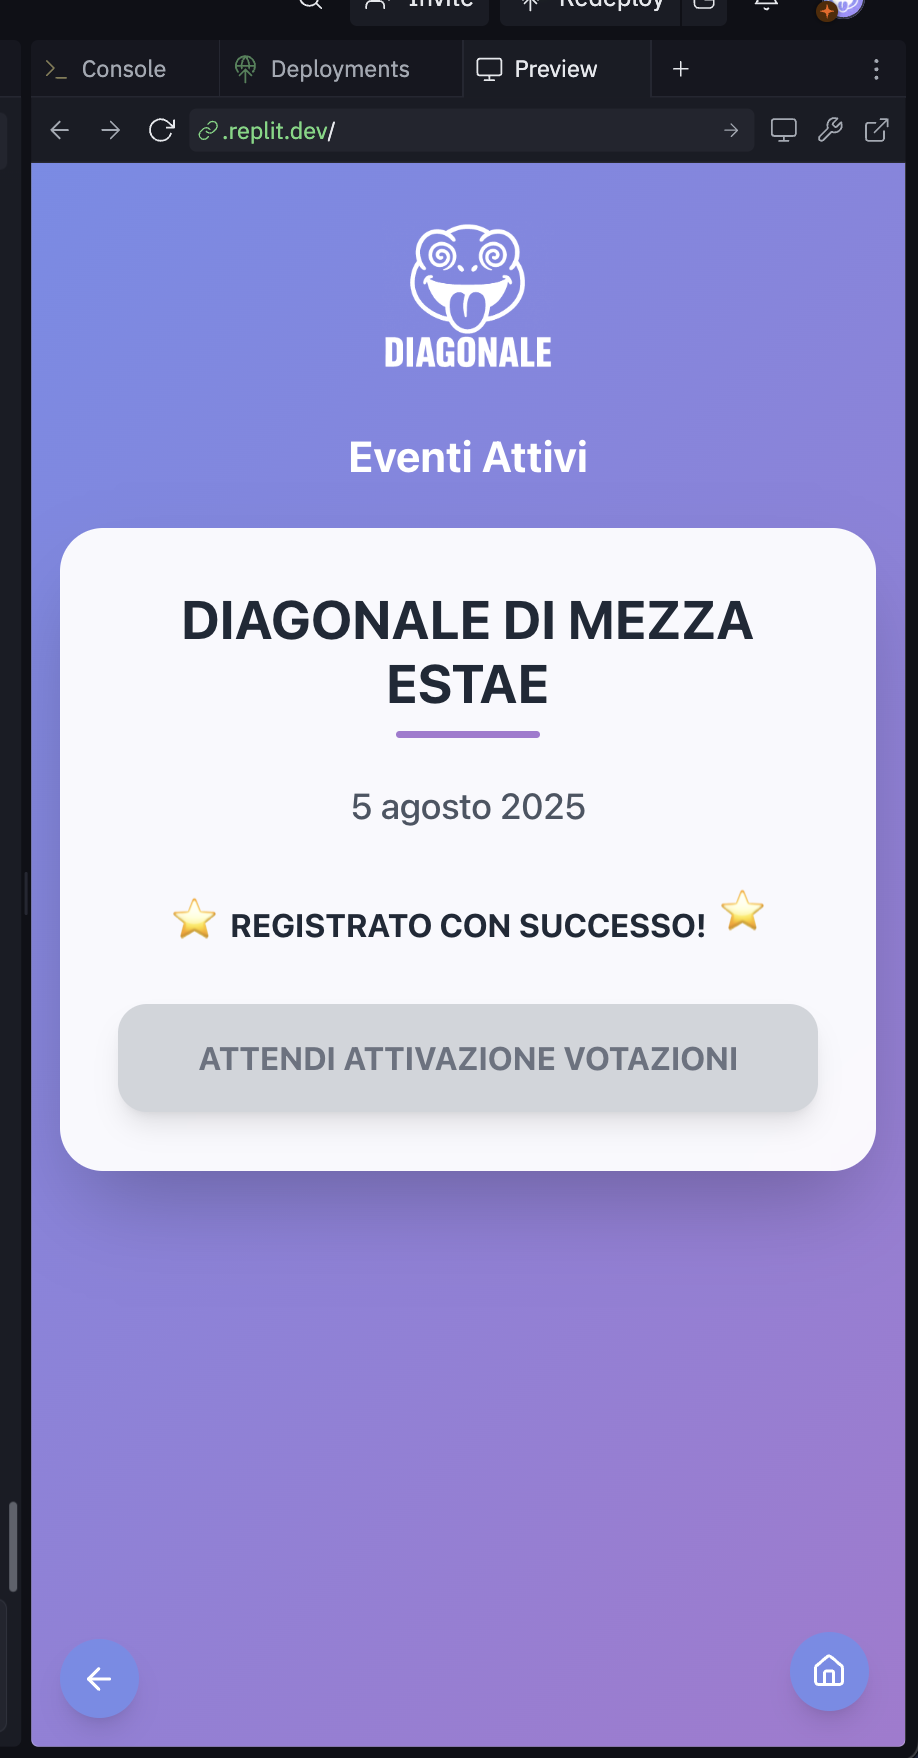 Invite
Redeploy
Console
Deployments
Preview
.replit.dev/
DIAGONALE
Eventi Attivi
DIAGONALE DI MEZZA
ESTAE
5 agosto 2025
REGISTRATO CON SUCCESSO!
ATTENDI ATTIVAZIONE VOTAZIONI